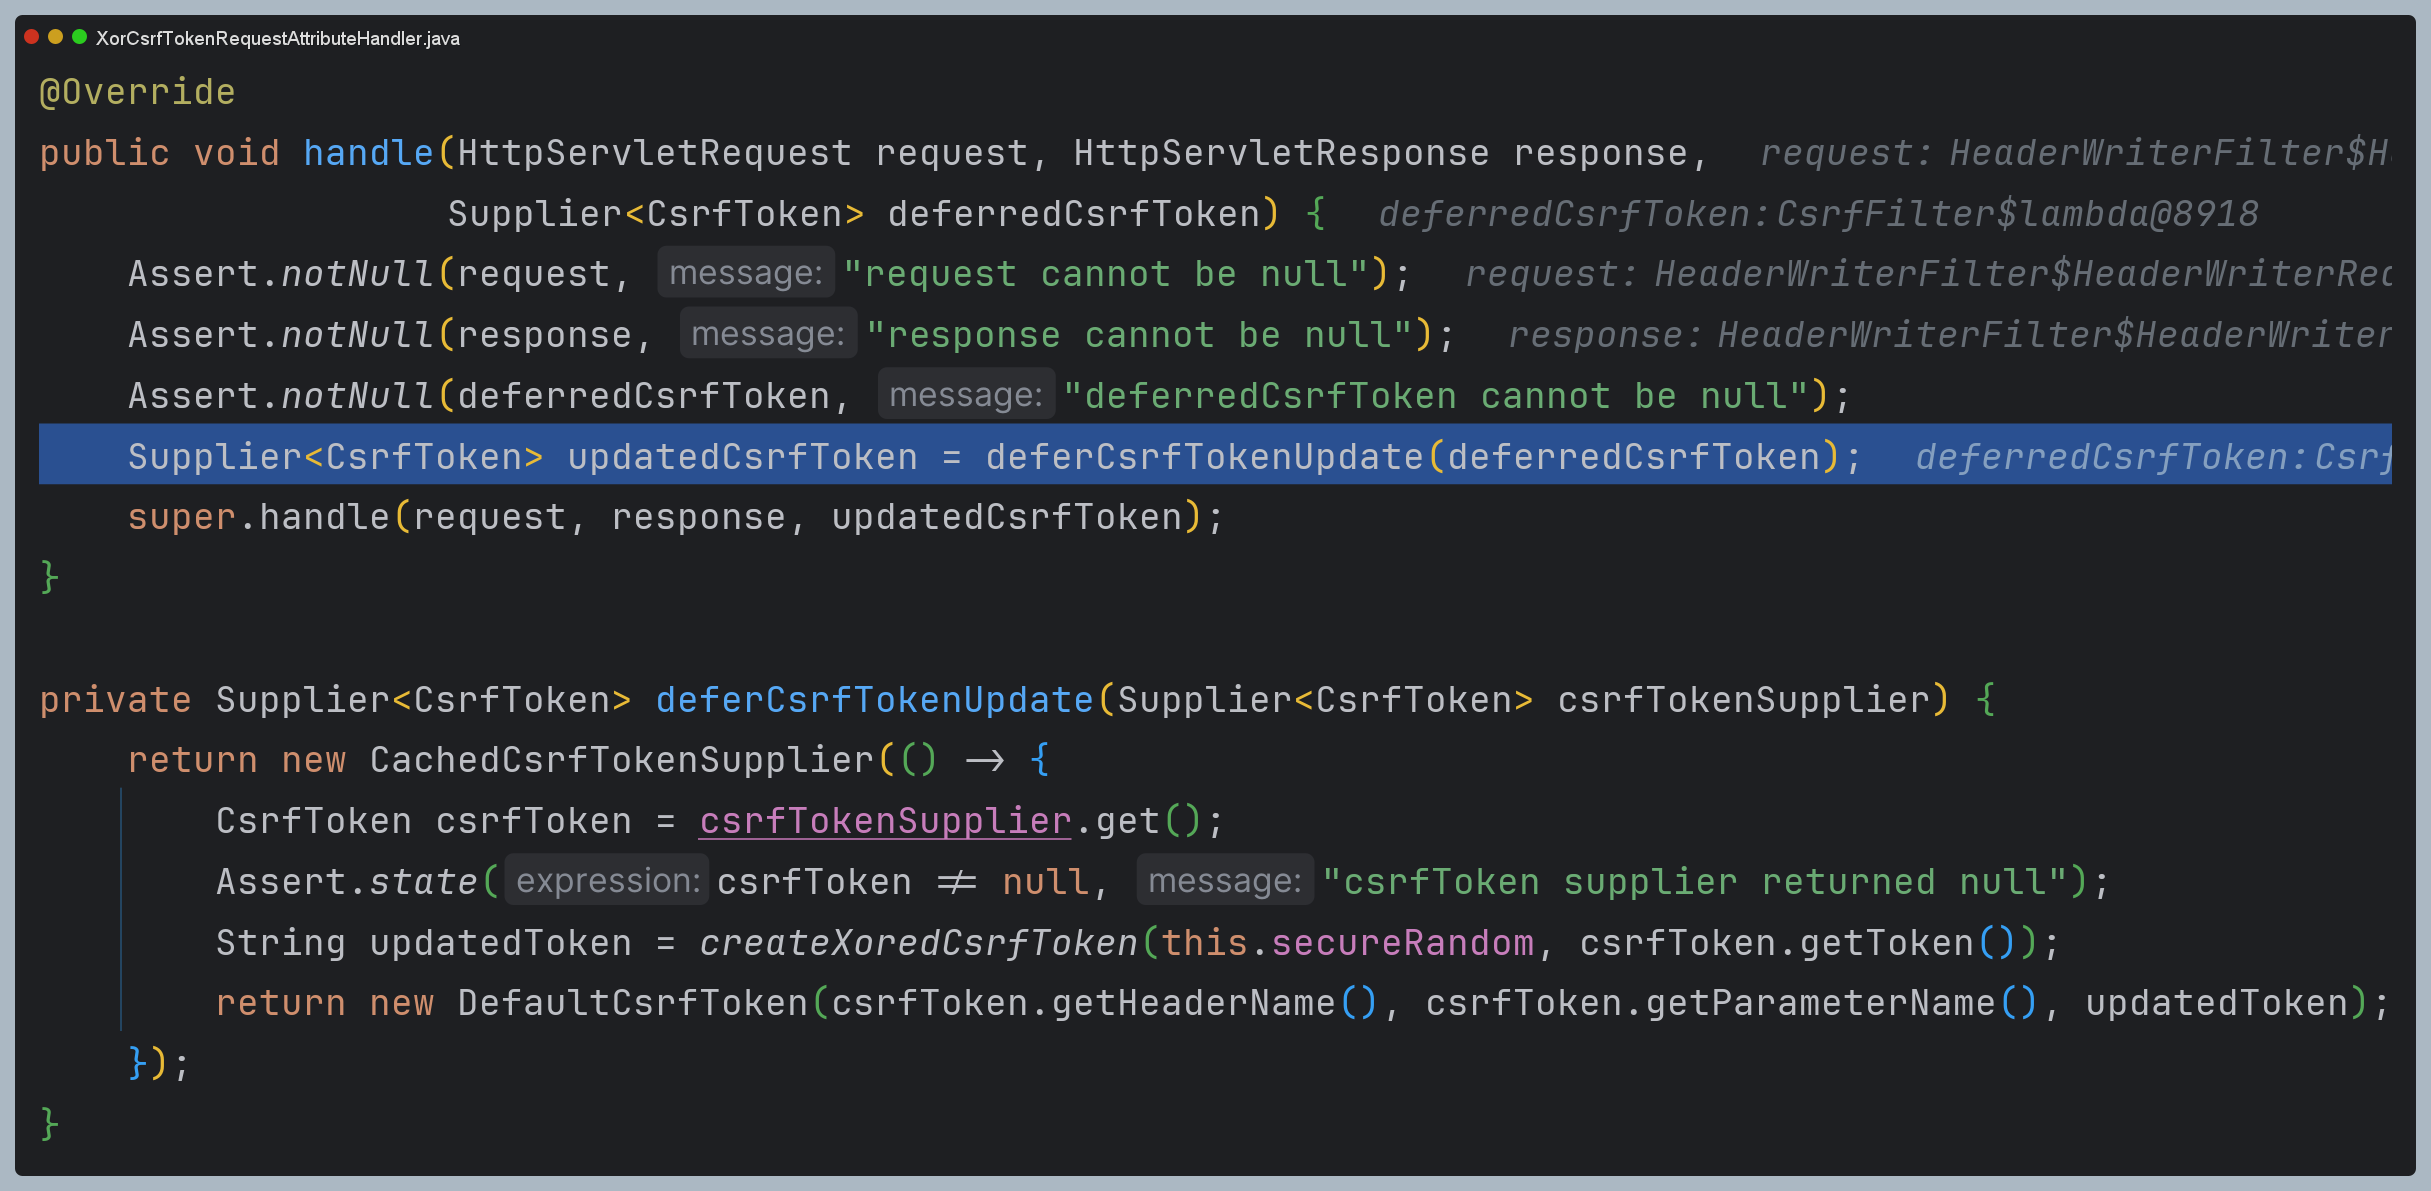 XorCsrfTokenRequestAttributeHandler.java
@Override
public void handle(HttpServletRequest request, HttpServletResponse response,   request: HeaderWriterFilter$H
Supplier<CsrfToken> deferredCsrfToken) {   deferredCsrfToken: CsrfFilter$lambda@8918
Assert.notNull(request, message: "request cannot be null");   request: HeaderWriterFilter$HeaderWriterReq
Assert.notNull(response, message: "response cannot be null");   response: HeaderWriterFilter$HeaderWriter
Assert.notNull(deferredCsrfToken, message: "deferredCsrfToken cannot be null");
Supplier<CsrfToken> updatedCsrfToken = deferCsrfTokenUpdate(deferredCsrfToken);   deferredCsrfToken: Csrf
super.handle(request, response, updatedCsrfToken);
}
private Supplier<CsrfToken> deferCsrfTokenUpdate(Supplier<CsrfToken> csrfTokenSupplier) {
return new CachedCsrfTokenSupplier(() -> {
CsrfToken csrfToken = csrfTokenSupplier.get();
Assert.state( expression: csrfToken != null, message: "csrfToken supplier returned null");
String updatedToken = createXoredCsrfToken(this.secureRandom, csrfToken.getToken());
return new DefaultCsrfToken(csrfToken.getHeaderName(), csrfToken.getParameterName(), updatedToken);
});
}